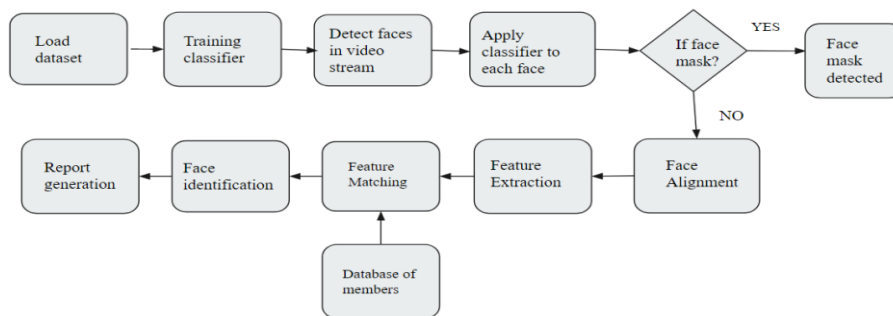 Load
dataset
Training
classifier
Detect faces
in video
stream
Apply
classifier to
each face
If face
mask?
YES
Face
mask
detected
NO
Report
generation
Face
identification
Feature
Matching
Feature
Extraction
Face
Alignment
Database of
members